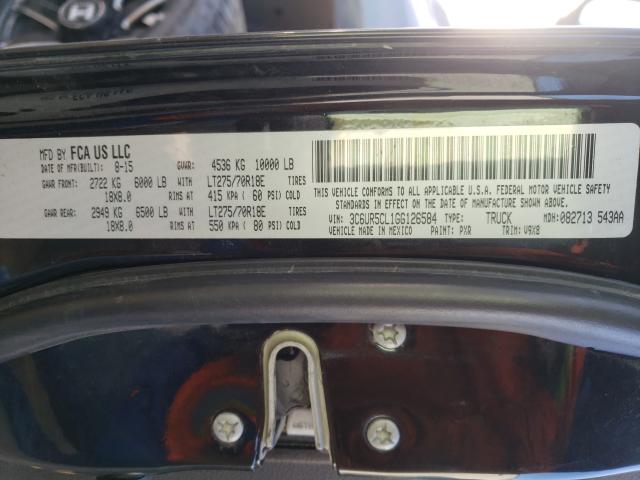 MFD BY FCA US LLC
DATE OF MFR(BUILT): 8-15 GVWR: 4536 KG 10000 LB
GAWR FRONT: 2722 KG 6000 LB WITH LT275/70R18E TIRES
18X8.0 RIMS AT 415 KPA ( 60 PSI) COLD
GAWR REAR: 2949 KG 6500 LB WITH LT275/70R18E TIRES
18X8.0 RIMS AT 550 KPA ( 80 PSI) COLD
THIS VEHICLE CONFORMS TO ALL APPLICABLE U.S.A. FEDERAL MOTOR VEHICLE SAFETY
STANDARDS IN EFFECT ON THE DATE OF MANUFACTURE SHOWN ABOVE.
VIN: 3C6UR5CL1GG126584 TYPE: TRUCK MDH: 082713 543AA
VEHICLE MADE IN MEXICO PAINT: PXR TRIM: V9X8